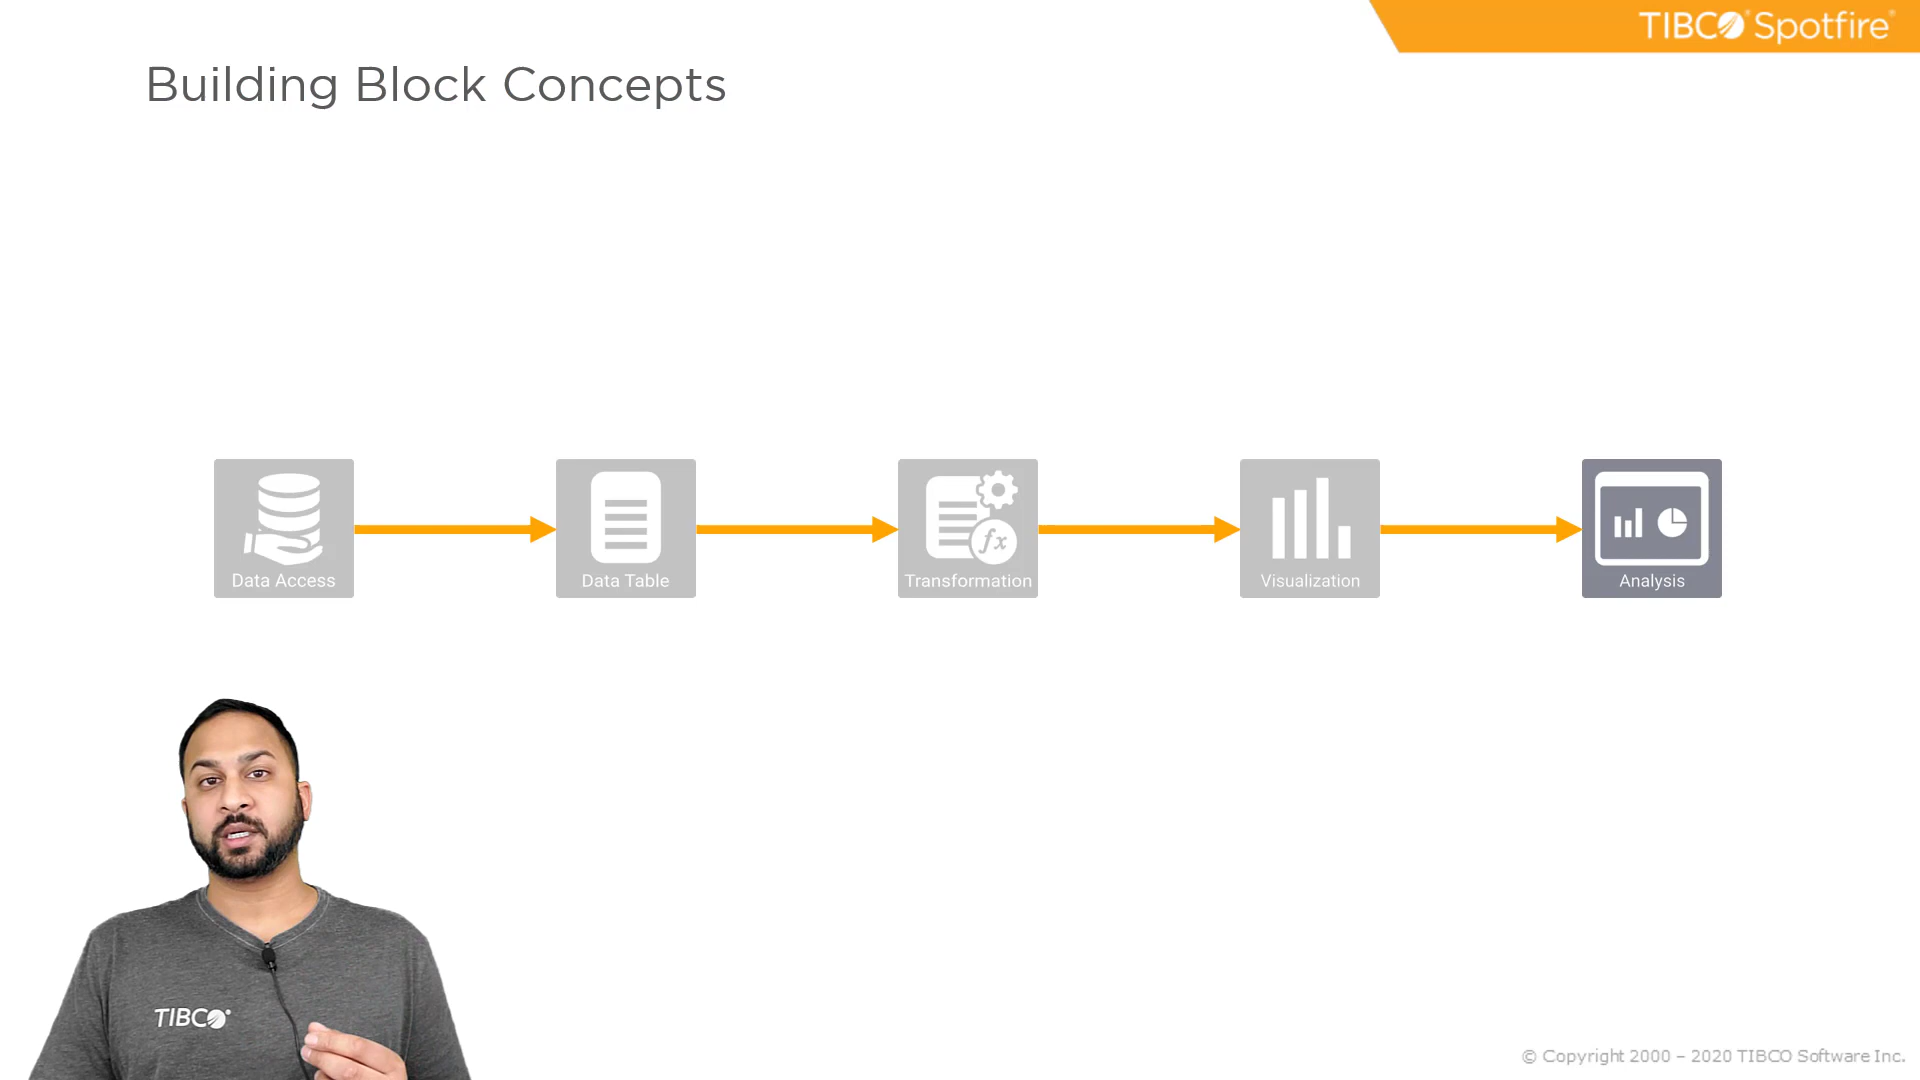 TIBCO® Spotfire®
Building Block Concepts
Data Access
Data Table
fx
Transformation
Visualization
Analysis
TIBCO®
© Copyright 2000 – 2020 TIBCO Software Inc.